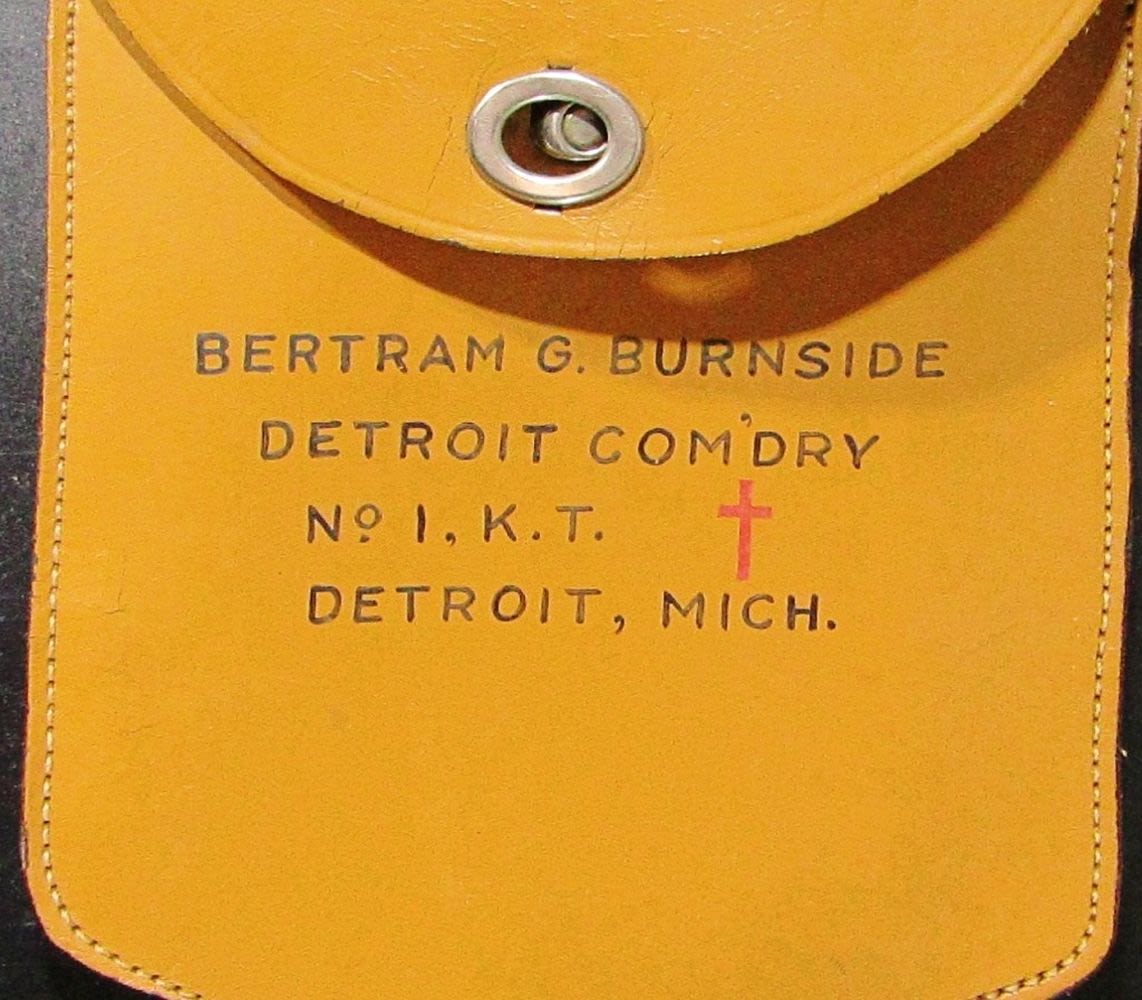 BERTRAM G. BURNSIDE
DETROIT COM'DRY
Nº 1, K.T.
DETROIT, MICH.